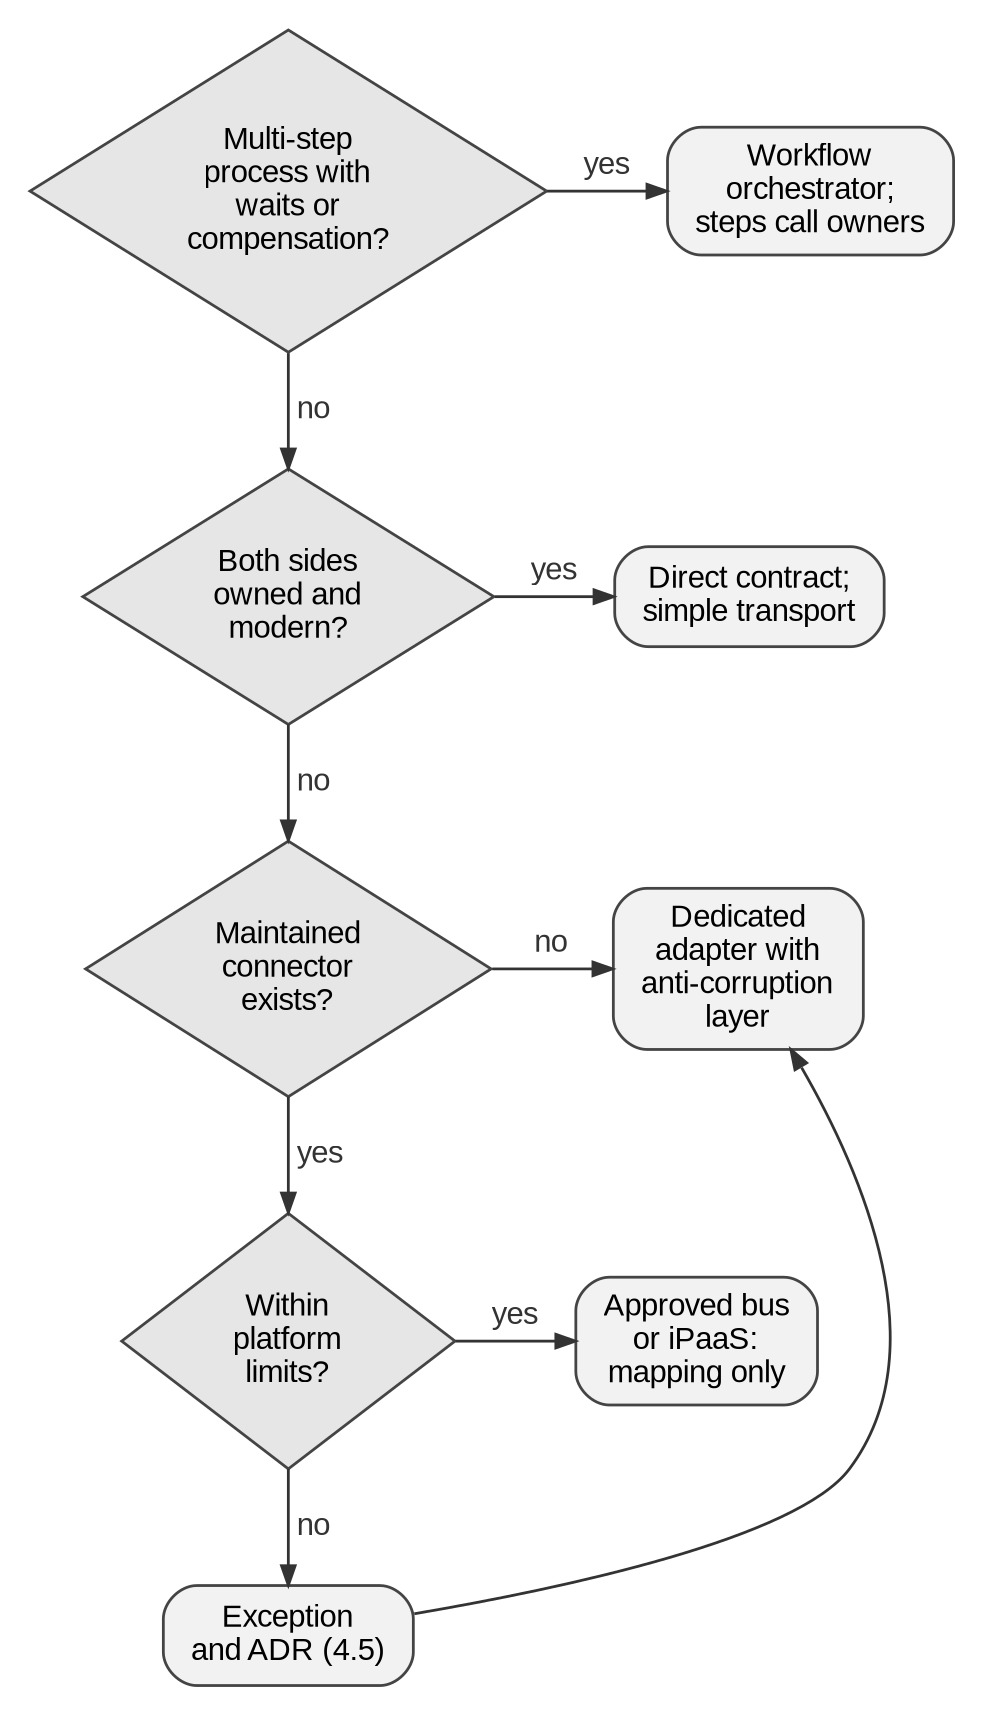 Multi-step
process with
waits or
compensation?
yes
Workflow
orchestrator;
steps call owners
no
Both sides
owned and
modern?
yes
Direct contract;
simple transport
no
Maintained
connector
exists?
no
Dedicated
adapter with
anti-corruption
layer
yes
Within
platform
limits?
yes
Approved bus
or iPaaS:
mapping only
no
Exception
and ADR (4.5)